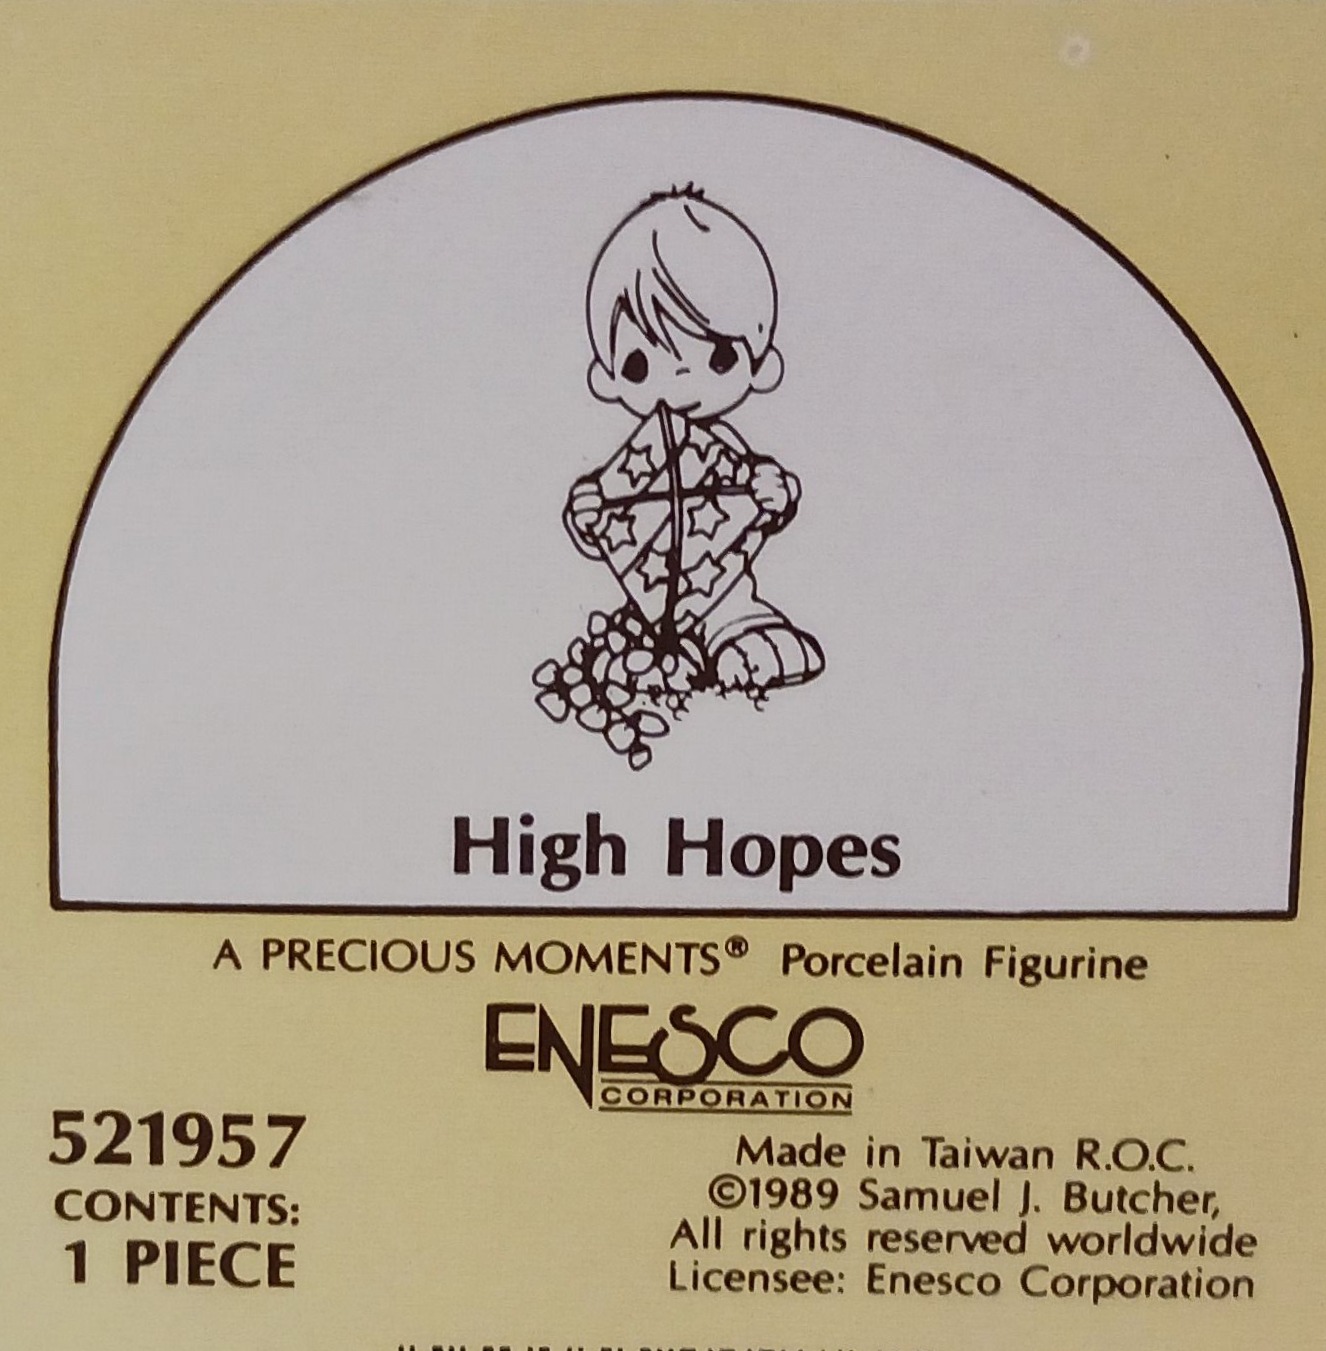 High Hopes
A PRECIOUS MOMENTS® Porcelain Figurine
ENESCO
CORPORATION
521957
CONTENTS:
1 PIECE
Made in Taiwan R.O.C.
©1989 Samuel J. Butcher,
All rights reserved worldwide
Licensee: Enesco Corporation